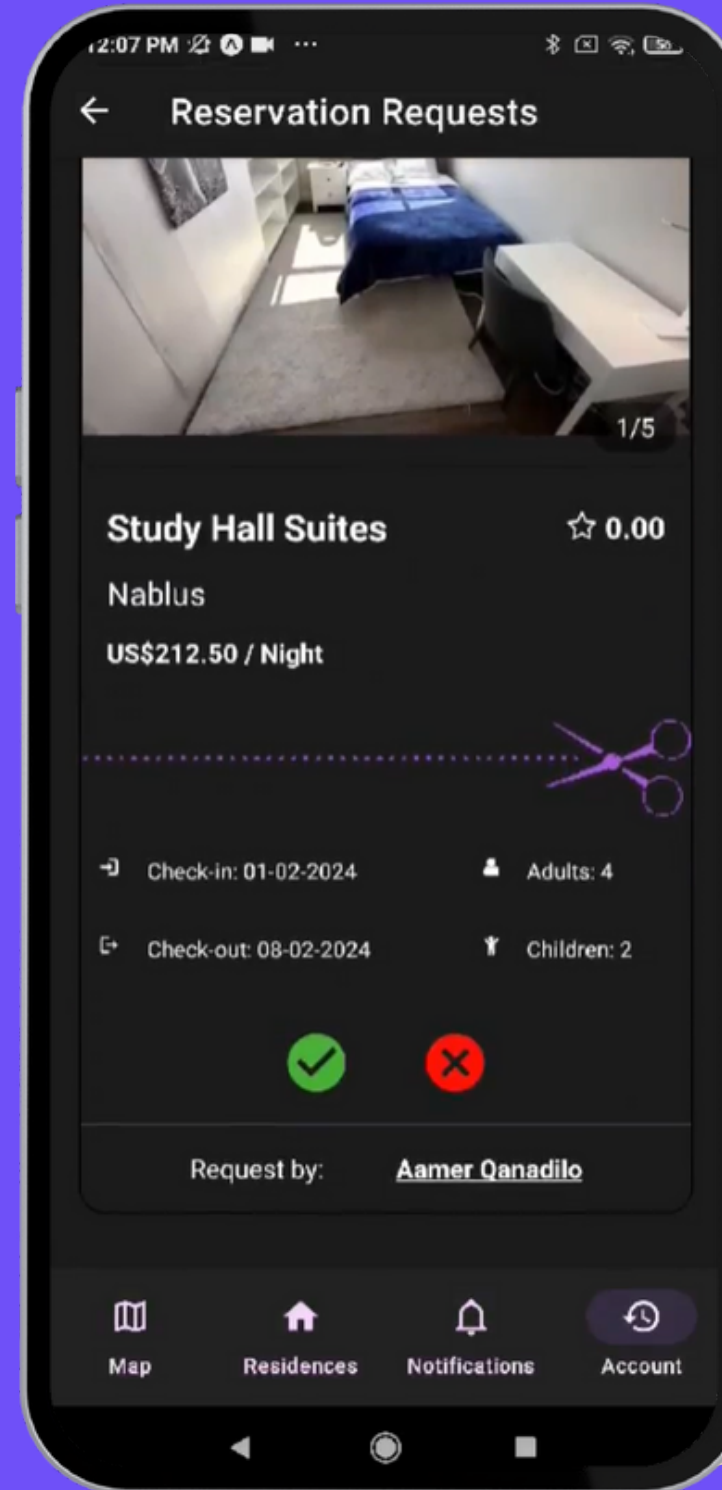 12:07 PM ...
56
Reservation Requests
1/5
Study Hall Suites
0.00
Nablus
US$212.50 / Night
Check-in: 01-02-2024
Adults: 4
Check-out: 08-02-2024
Children: 2
Request by:
Aamer Qanadilo
Map
Residences
Notifications
Account